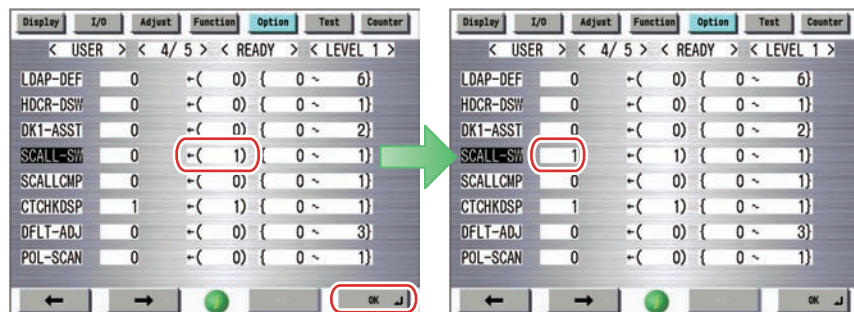 Display I/O Adjust Function Option Test Counter
< USER > < 4/ 5 > < READY > < LEVEL 1 >
LDAP-DEF 0 ←( 0) { 0 ~ 6}
HDCR-DSW 0 ←( 0) { 0 ~ 1}
DK1-ASST 0 ←( 0) { 0 ~ 2}
SCALL-SW 0 ←( 1) { 0 ~ 1}
SCALLCMP 0 ←( 0) { 0 ~ 1}
CTCHKDSP 1 ←( 1) { 0 ~ 1}
DFLT-ADJ 0 ←( 0) { 0 ~ 3}
POL-SCAN 0 ←( 0) { 0 ~ 1}
← → OK
Display I/O Adjust Function Option Test Counter
< USER > < 4/ 5 > < READY > < LEVEL 1 >
LDAP-DEF 0 ←( 0) { 0 ~ 6}
HDCR-DSW 0 ←( 0) { 0 ~ 1}
DK1-ASST 0 ←( 0) { 0 ~ 2}
SCALL-SW 1 ←( 1) { 0 ~ 1}
SCALLCMP 0 ←( 0) { 0 ~ 1}
CTCHKDSP 1 ←( 1) { 0 ~ 1}
DFLT-ADJ 0 ←( 0) { 0 ~ 3}
POL-SCAN 0 ←( 0) { 0 ~ 1}
← → OK